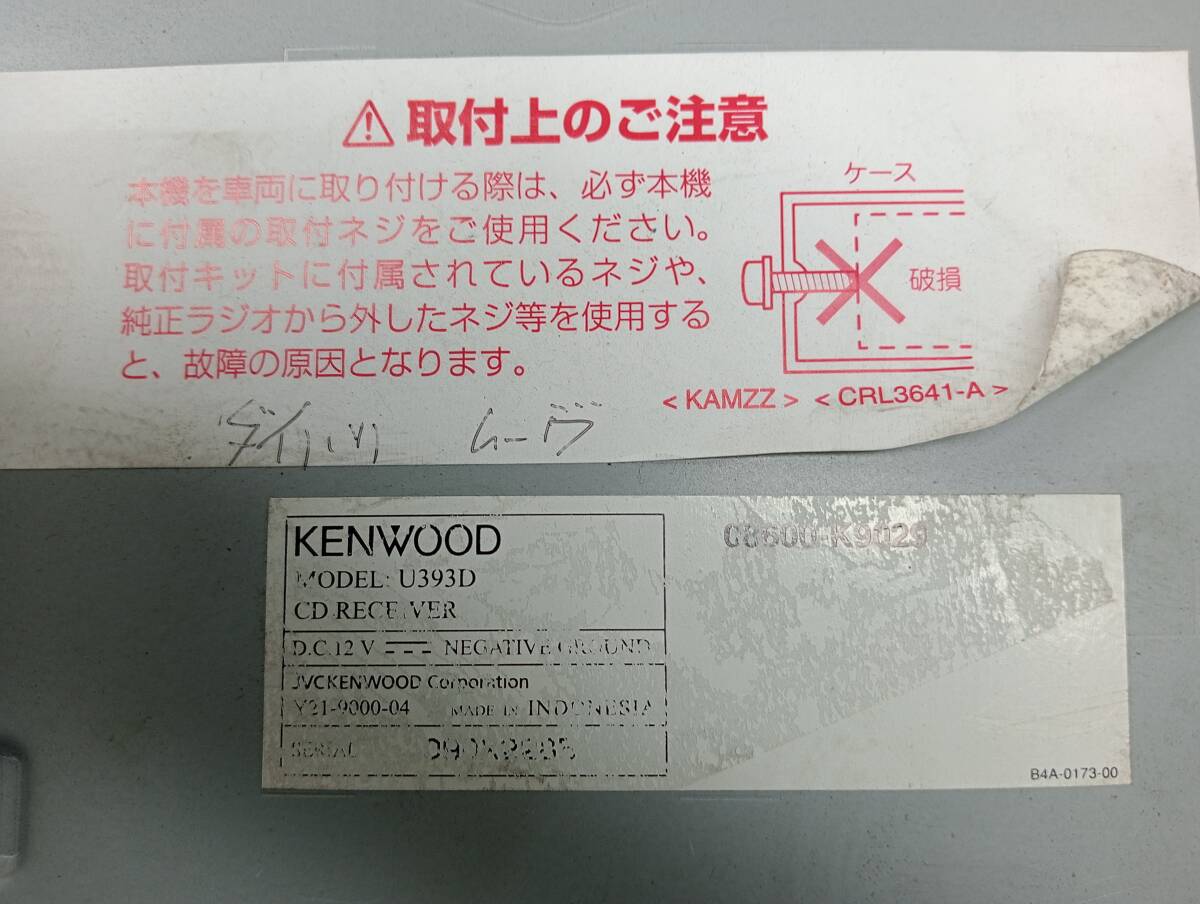 取付上のご注意
本機を車両に取り付ける際は、必ず本機
に付属の取付ネジをご使用ください。
取付キットに付属されているネジや、
純正ラジオから外したネジ等を使用する
と、故障の原因となります。
ケース
破損
< KAMZZ > < CRL3641-A >
ダイハツ ムーヴ
KENWOOD
MODEL: U393D
CD RECEIVER
08600-K9029
D.C.12 V NEGATIVE GROUND
JVCKENWOOD Corporation
Y21-9000-04 MADE IN INDONESIA
SERIAL
B4A-0173-00